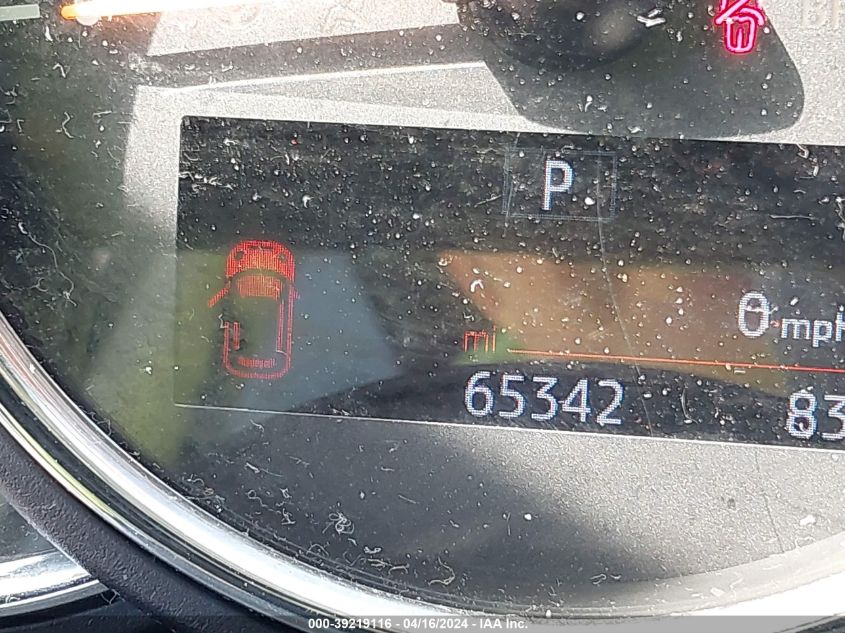 P
0 mph
mi
65342
83
000-39219116 - 04/16/2024 - IAA Inc.